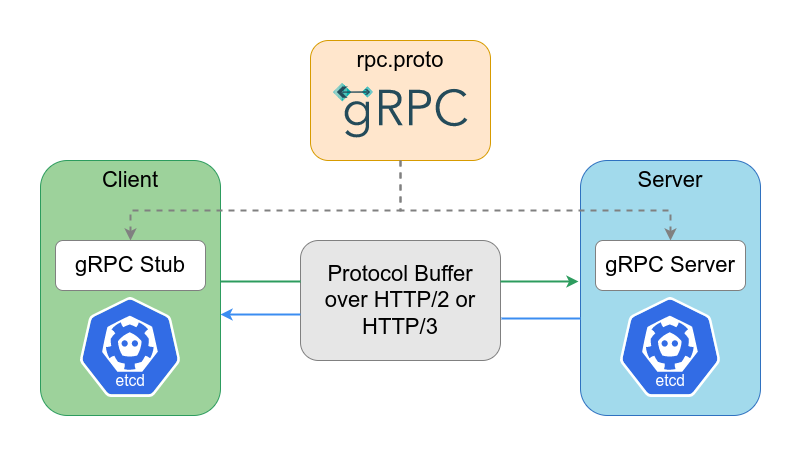 rpc.proto
gRPC
Client
Server
gRPC Stub
Protocol Buffer
over HTTP/2 or
HTTP/3
gRPC Server
etcd
etcd